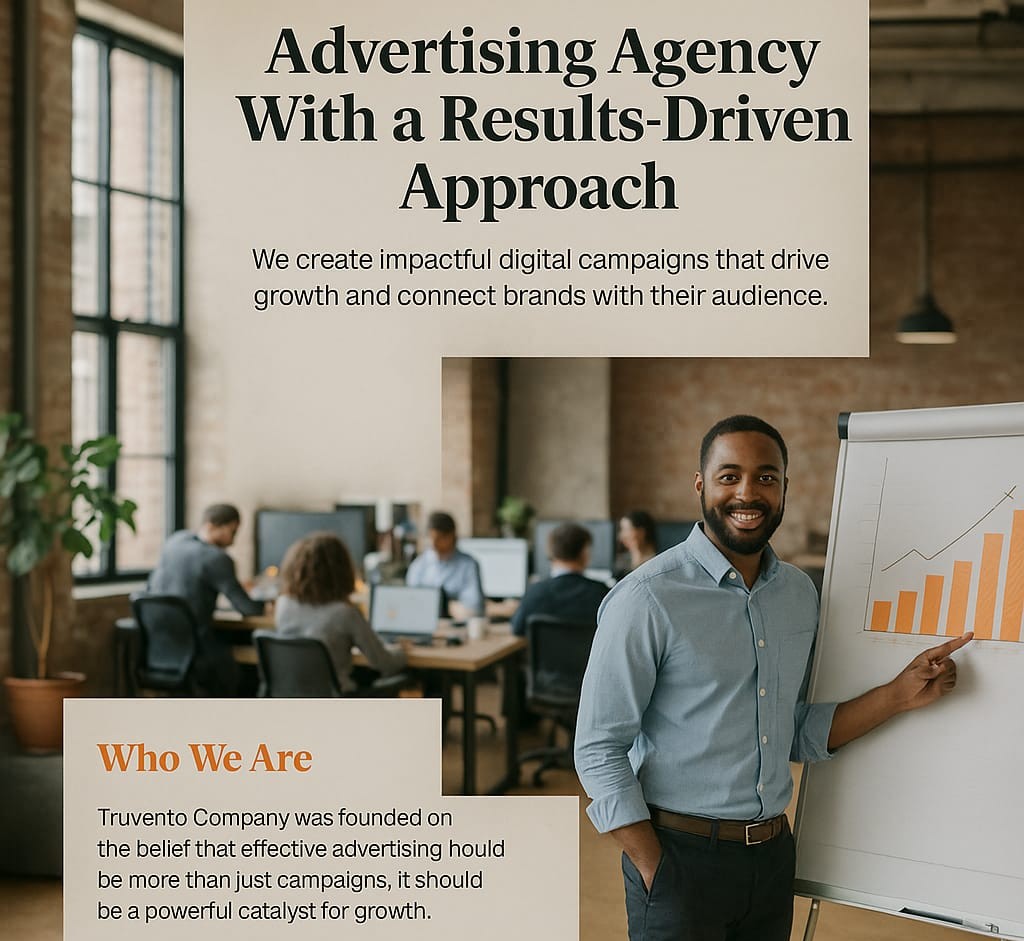 Advertising Agency
With a Results-Driven
Approach
We create impactful digital campaigns that drive
growth and connect brands with their audience.
Who We Are
Truvento Company was founded on
the belief that effective advertising hould
be more than just campaigns, it should
be a powerful catalyst for growth.